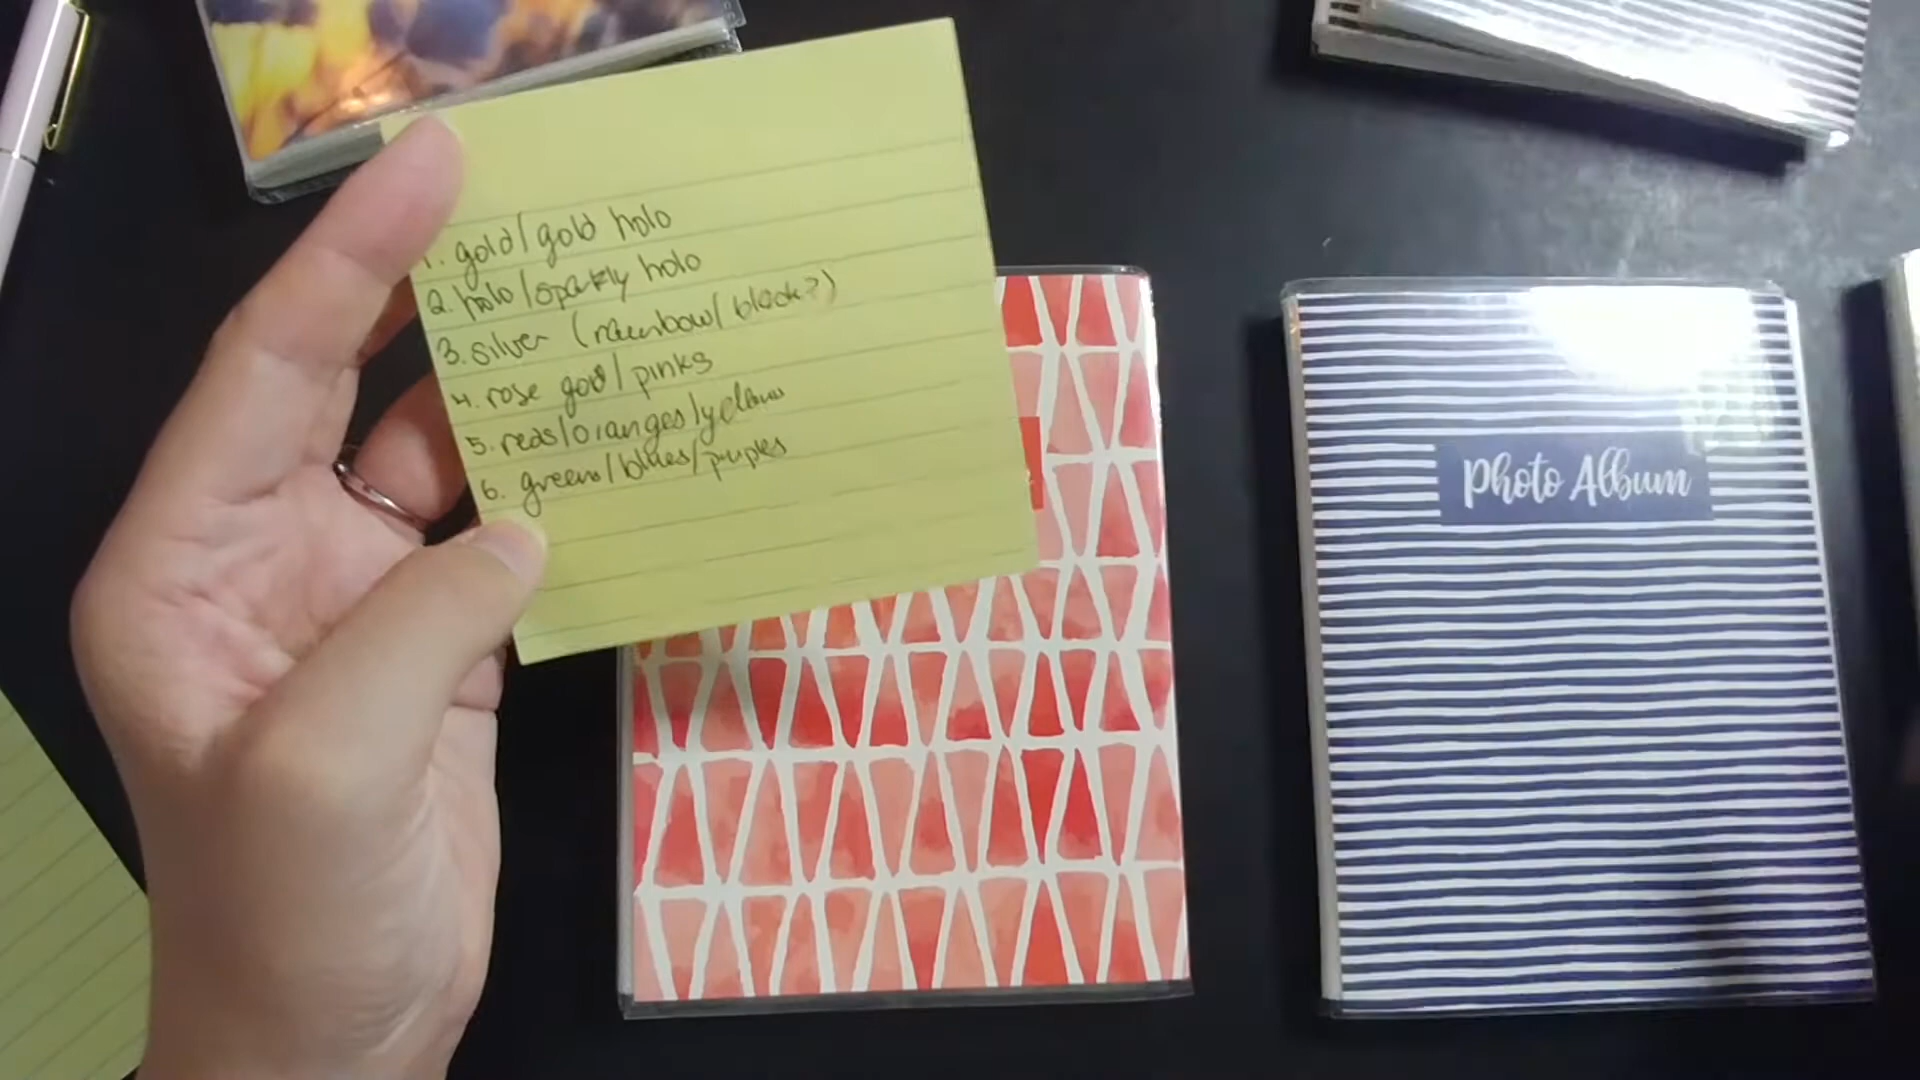 1. gold/gold holo
2. holo/sparkly holo
3. silver (rainbow/black?)
4. rose gold/pinks
5. reds/oranges/yellows
6. greens/blues/purples
Photo Album